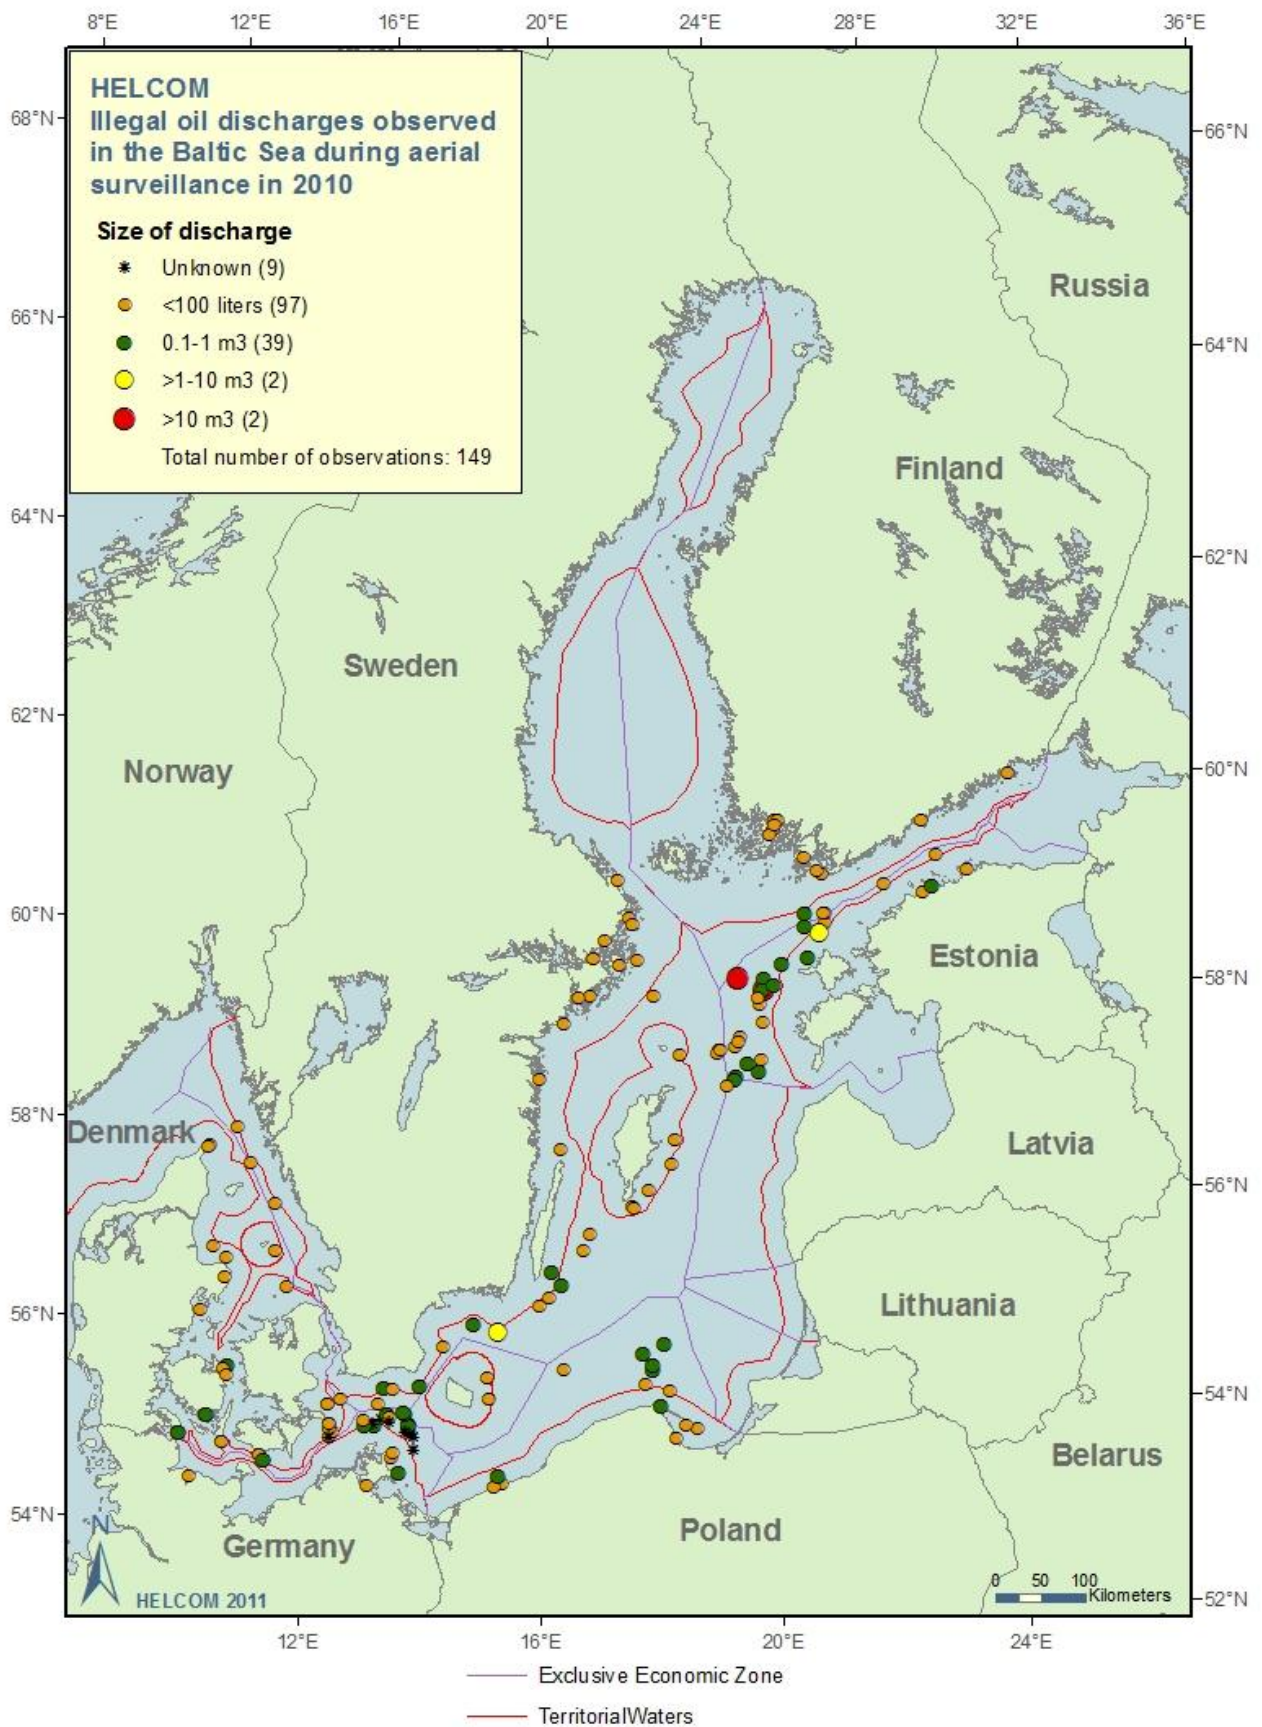 8°E 12°E 16°E 20°E 24°E 28°E 32°E 36°E
HELCOM
Illegal oil discharges observed
in the Baltic Sea during aerial
surveillance in 2010
Size of discharge
Unknown (9)
<100 liters (97)
0.1-1 m3 (39)
>1-10 m3 (2)
>10 m3 (2)
Total number of observations: 149
68°N
66°N
Russia
66°N
64°N
Finland
64°N
62°N
Sweden
62°N
Norway
60°N
60°N
Estonia
58°N
58°N
Denmark
Latvia
56°N
56°N
Lithuania
54°N
Belarus
54°N
N
Germany
Poland
0 50 100
Kilometers
HELCOM 2011
52°N
12°E 16°E 20°E 24°E
Exclusive Economic Zone
TerritorialWaters